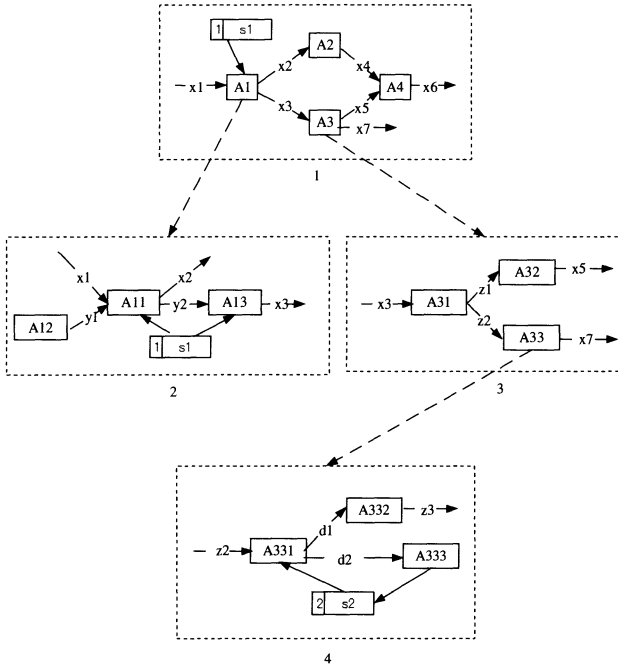 1 s1
A2
x2 x4
x1 A1 A4 x6
x3 x5
A3 x7
1
x1 x2
A11 y2 A13 x3
A12 y1
1 s1
2
A32 x5
z1
x3 A31
z2
A33 x7
3
A332 z3
d1
z2 A331 d2 A333
2 s2
4